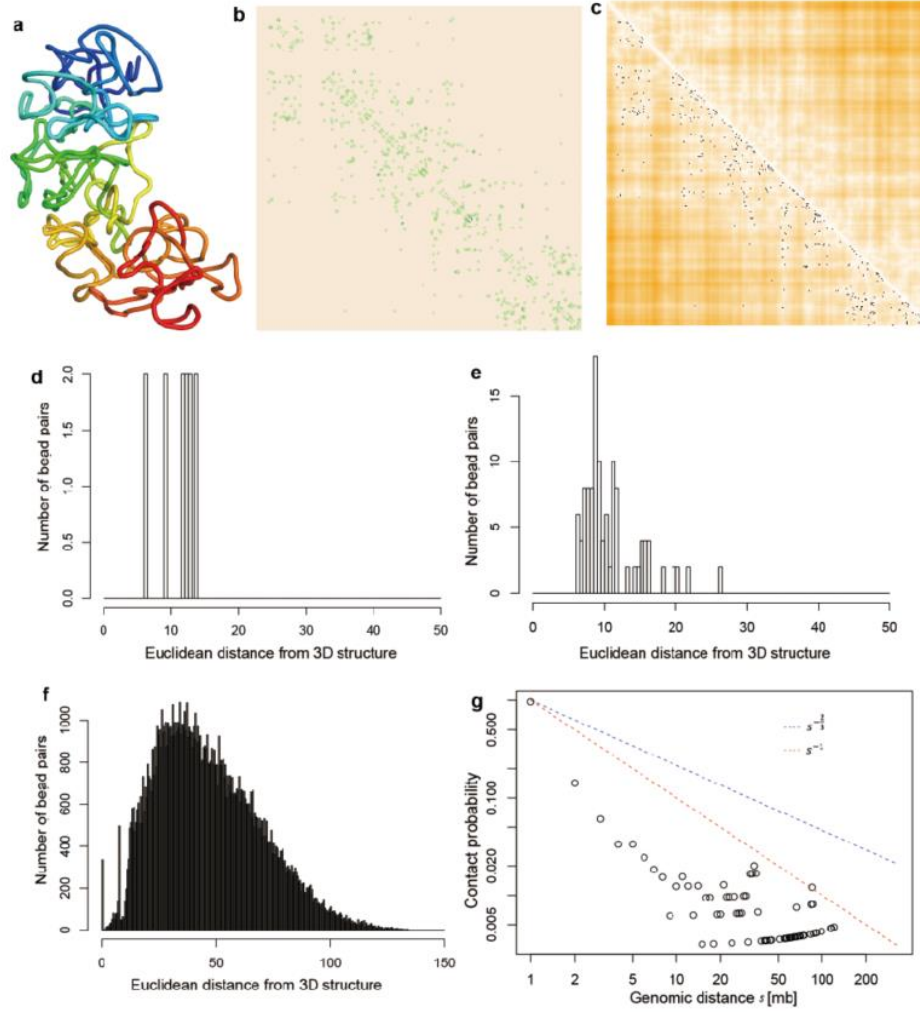 a
b
c
d
2.0
1.5
1.0
0.5
0.0
Number of bead pairs
0
10
20
30
40
50
Euclidean distance from 3D structure
e
15
10
5
0
Number of bead pairs
0
10
20
30
40
50
Euclidean distance from 3D structure
f
1000
800
600
400
200
0
Number of bead pairs
0
50
100
150
Euclidean distance from 3D structure
g
0.500
0.100
0.020
0.005
Contact probability
s
s
1
2
5
10
20
50
100
200
Genomic distance s [mb]